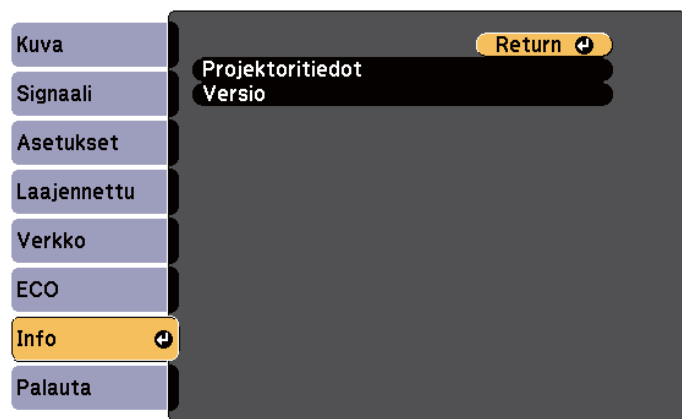 Kuva
Signaali
Asetukset
Laajennettu
Verkko
ECO
Info
Palauta
Return
Projektoritiedot
Versio